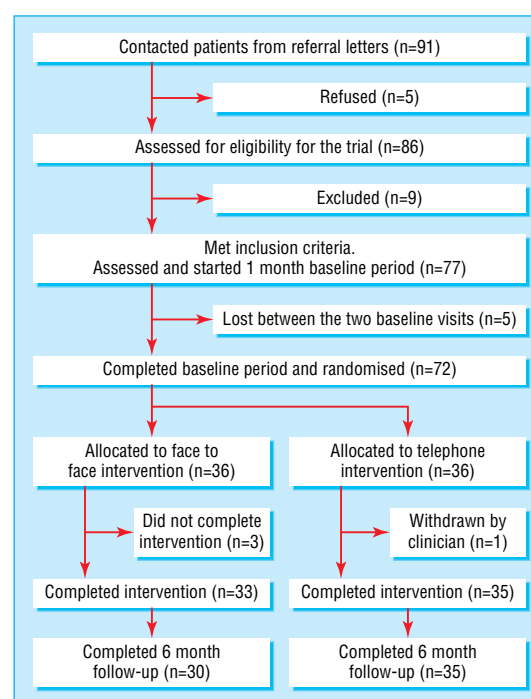 Contacted patients from referral letters (n=91)
Refused (n=5)
Assessed for eligibility for the trial (n=86)
Excluded (n=9)
Met inclusion criteria.
Assessed and started 1 month baseline period (n=77)
Lost between the two baseline visits (n=5)
Completed baseline period and randomised (n=72)
Allocated to face to
face intervention (n=36)
Allocated to telephone
intervention (n=36)
Did not complete
intervention (n=3)
Withdrawn by
clinician (n=1)
Completed intervention (n=33)
Completed intervention (n=35)
Completed 6 month
follow-up (n=30)
Completed 6 month
follow-up (n=35)